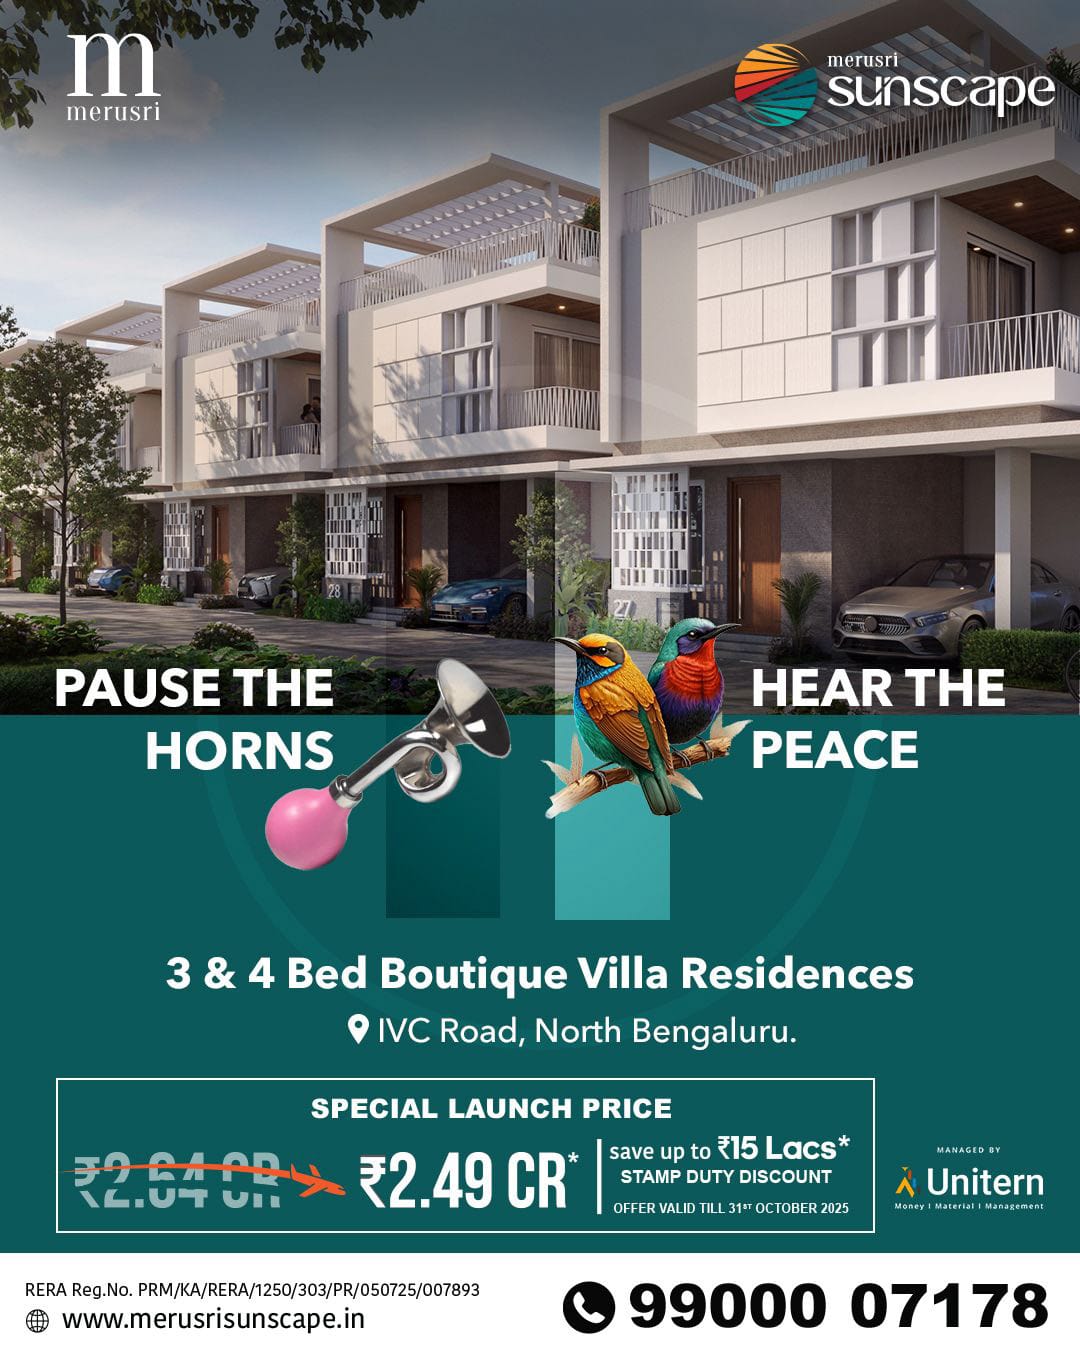 m
merusri
merusri
sunscape
28
27
PAUSE THE
HORNS
HEAR THE
PEACE
3 & 4 Bed Boutique Villa Residences
IVC Road, North Bengaluru.
SPECIAL LAUNCH PRICE
₹2.64 CR
₹2.49 CR*
save up to ₹15 Lacs*
STAMP DUTY DISCOUNT
OFFER VALID TILL 31ST OCTOBER 2025
MANAGED BY
Unitern
Money I Material I Management
RERA Reg.No. PRM/KA/RERA/1250/303/PR/050725/007893
www.merusrisunscape.in
99000 07178